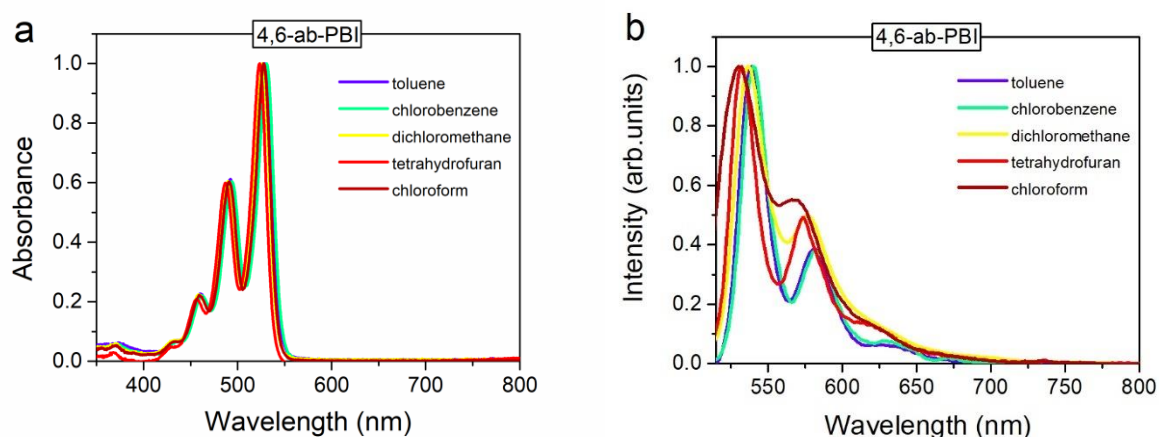 a
4,6-ab-PBI
toluene
chlorobenzene
dichloromethane
tetrahydrofuran
chloroform
Absorbance
1.0
0.8
0.6
0.4
0.2
0.0
400
500
600
700
800
Wavelength (nm)
b
4,6-ab-PBI
toluene
chlorobenzene
dichloromethane
tetrahydrofuran
chloroform
Intensity (arb.units)
1.0
0.8
0.6
0.4
0.2
0.0
550
600
650
700
750
800
Wavelength (nm)